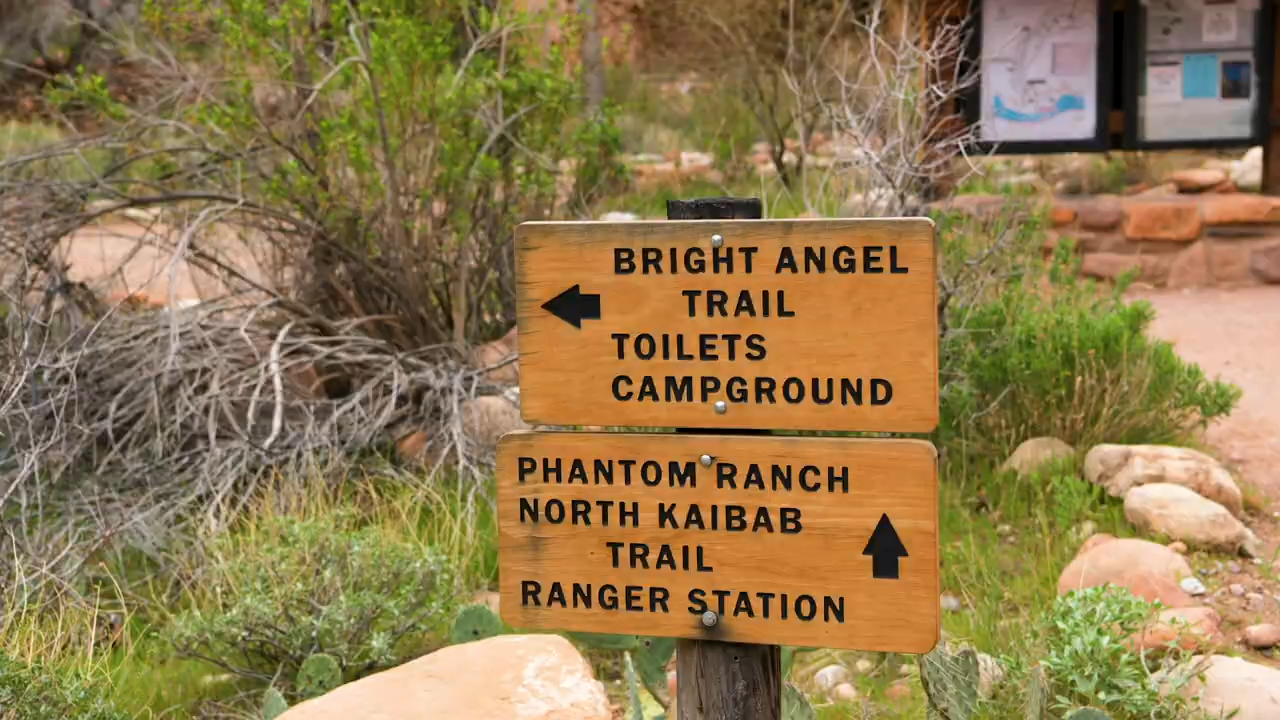 BRIGHT ANGEL
TRAIL
TOILETS
CAMPGROUND
PHANTOM RANCH
NORTH KAIBAB
TRAIL
RANGER STATION